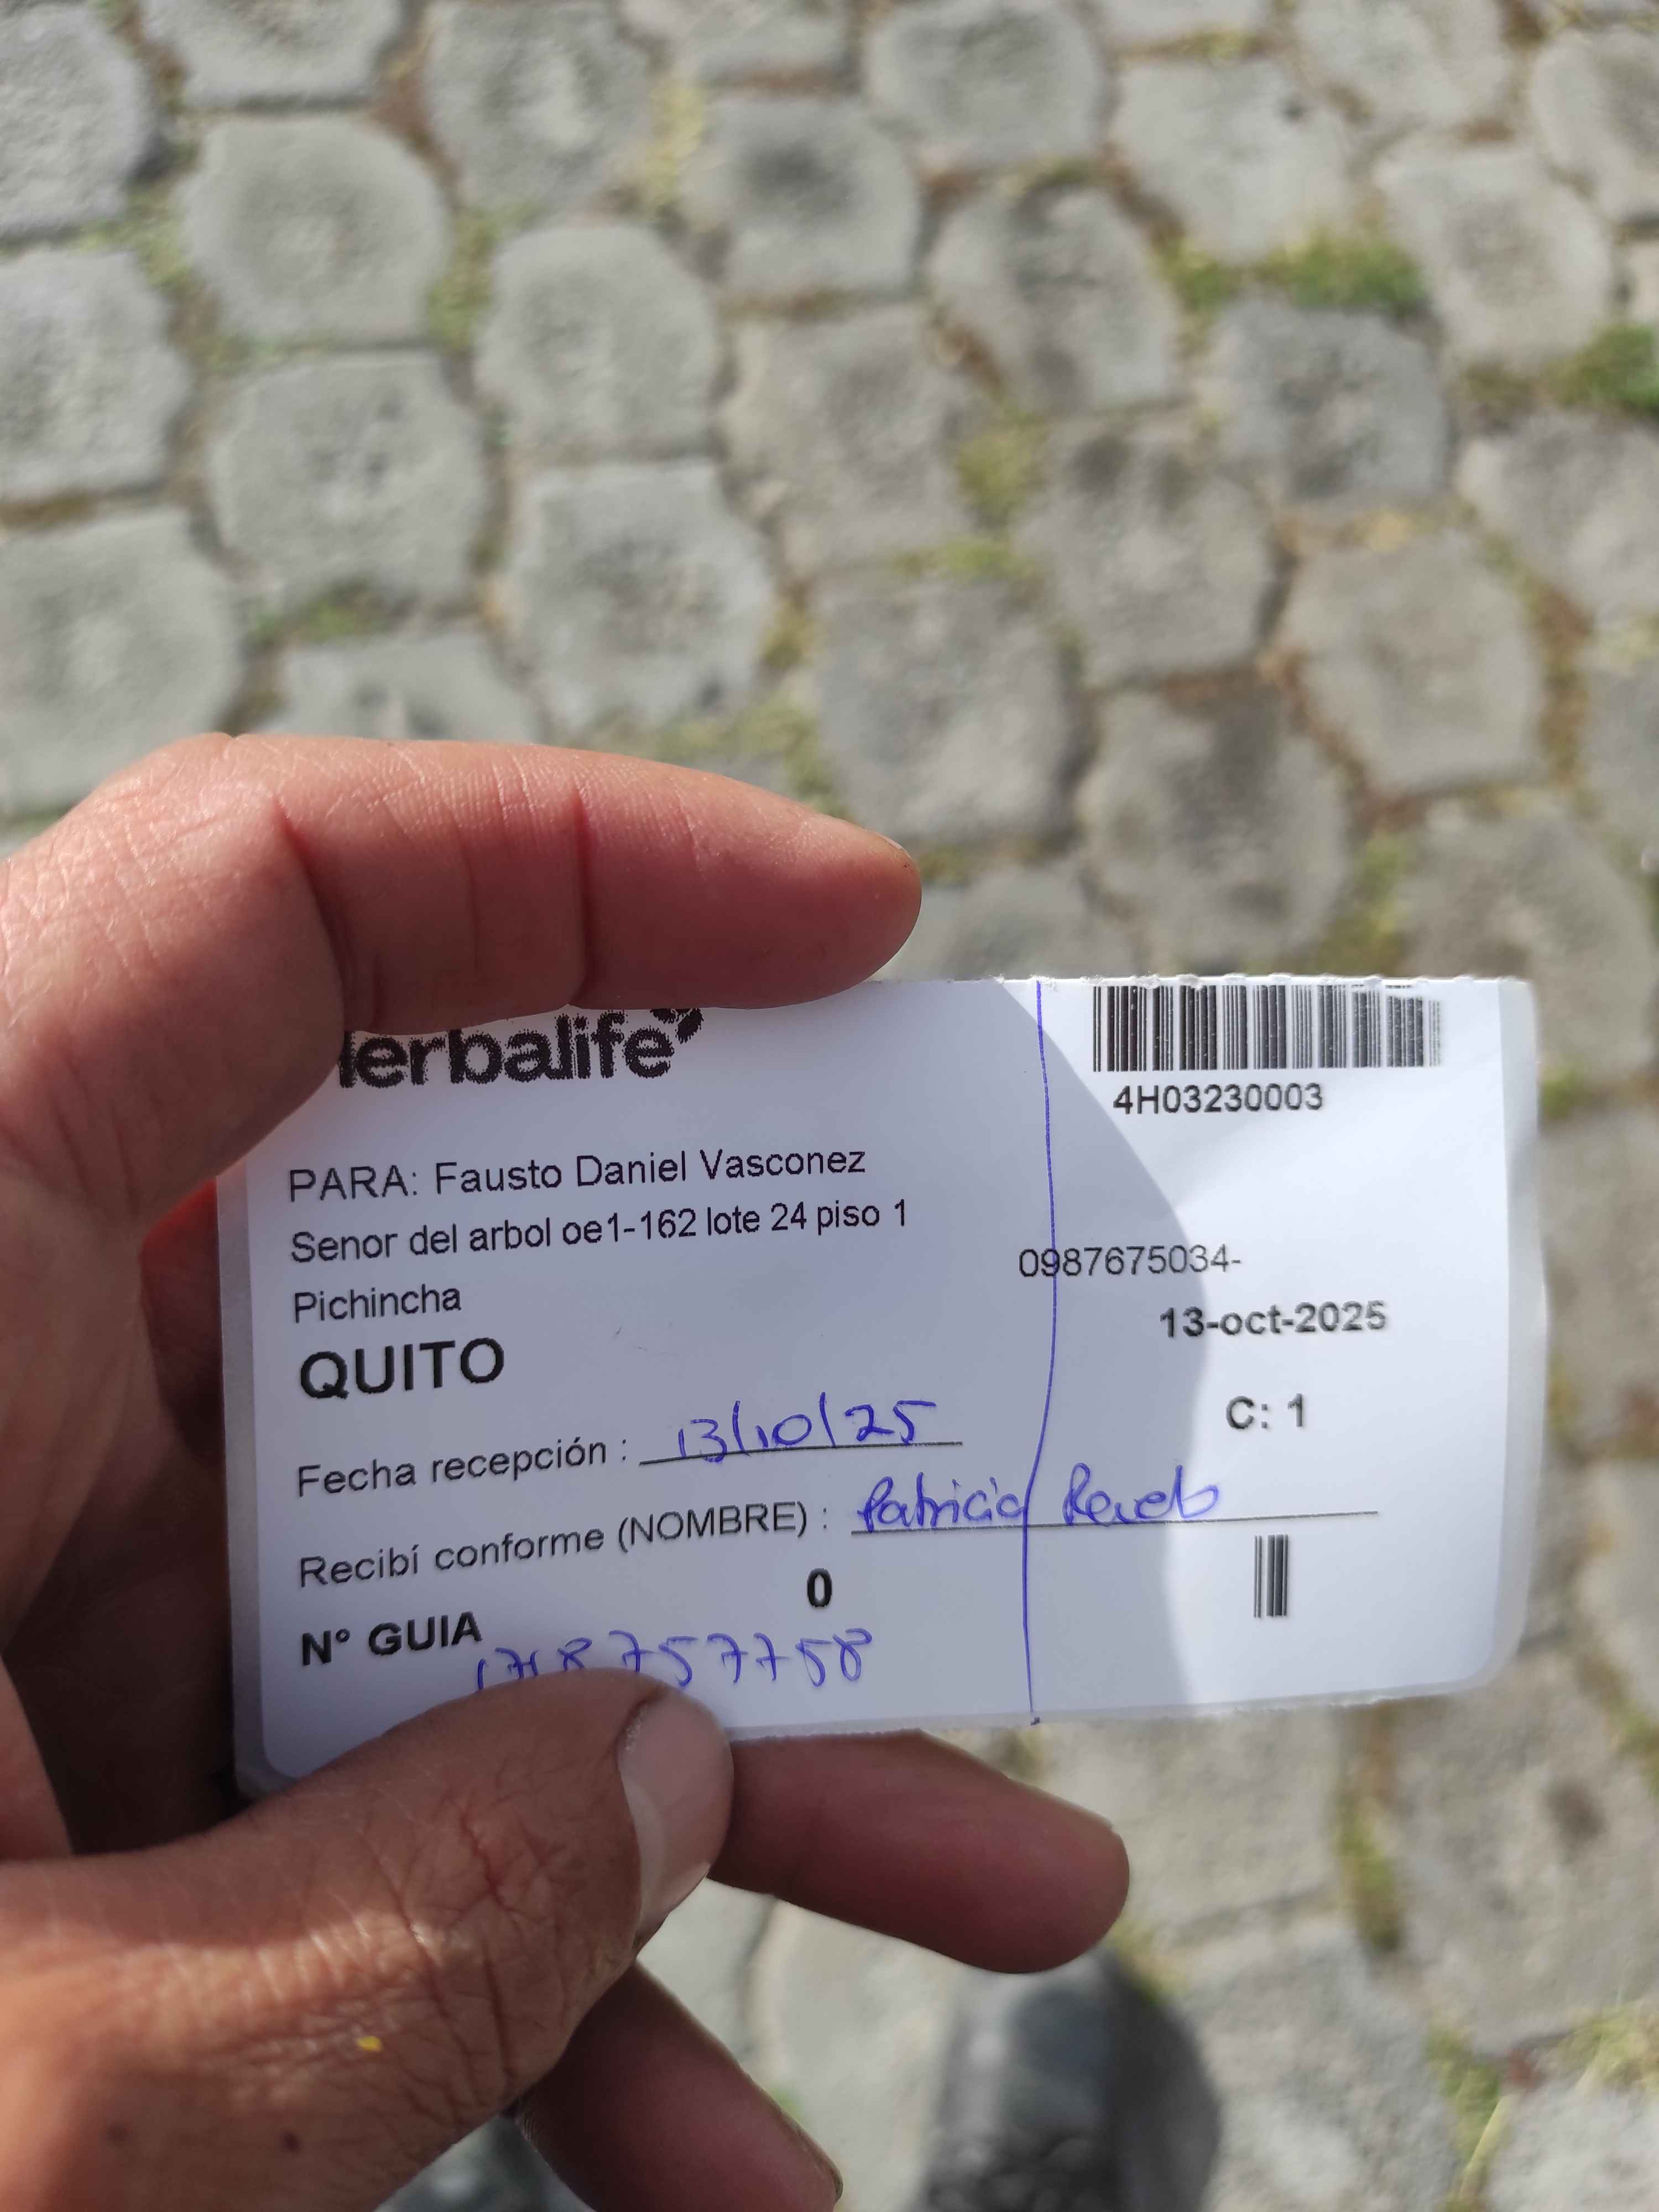 Herbalife
4H03230003
PARA: Fausto Daniel Vasconez
Senor del arbol oe1-162 lote 24 piso 1
0987675034-
Pichincha
13-oct-2025
QUITO
C: 1
Fecha recepción : 13/10/25
Recibí conforme (NOMBRE) : Patricia
0
N° GUIA